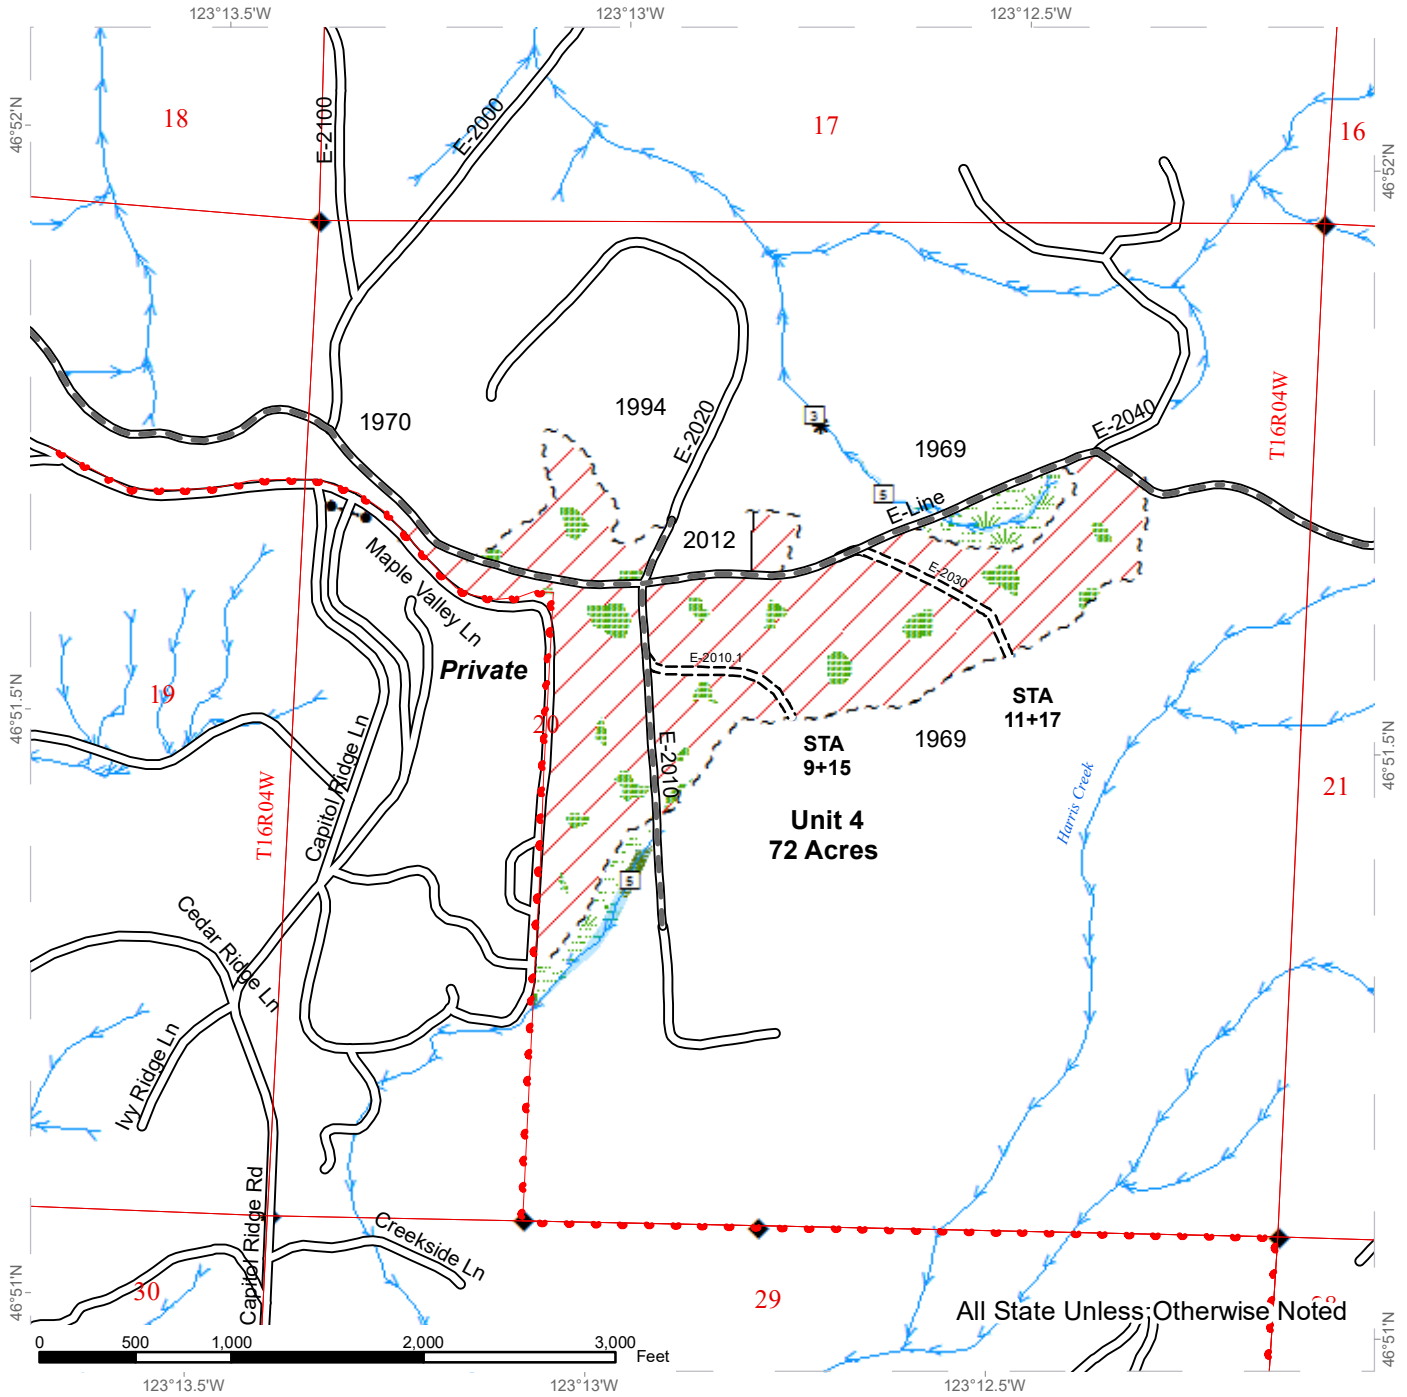 123°13.5'W
123°13'W
123°12.5'W
46°52'N
46°52'N
18
17
16
E-2100
E-2000
T16R04W
1970
1994
E-2020
3
1969
E-2040
5
E-Line
2012
E-2030
Maple Valley Ln
Private
E-2010.1
46°51.5'N
46°51.5'N
19
20
STA
11+17
STA
9+15
1969
E-2010
21
Capitol Ridge Ln
T16R04W
Harris Creek
Unit 4
72 Acres
5
Cedar Ridge Ln
Ivy Ridge Ln
Capitol Ridge Rd
Creekside Ln
46°51'N
46°51'N
30
29
All State Unless Otherwise Noted
0
500
1,000
2,000
3,000
Feet
123°13.5'W
123°13'W
123°12.5'W